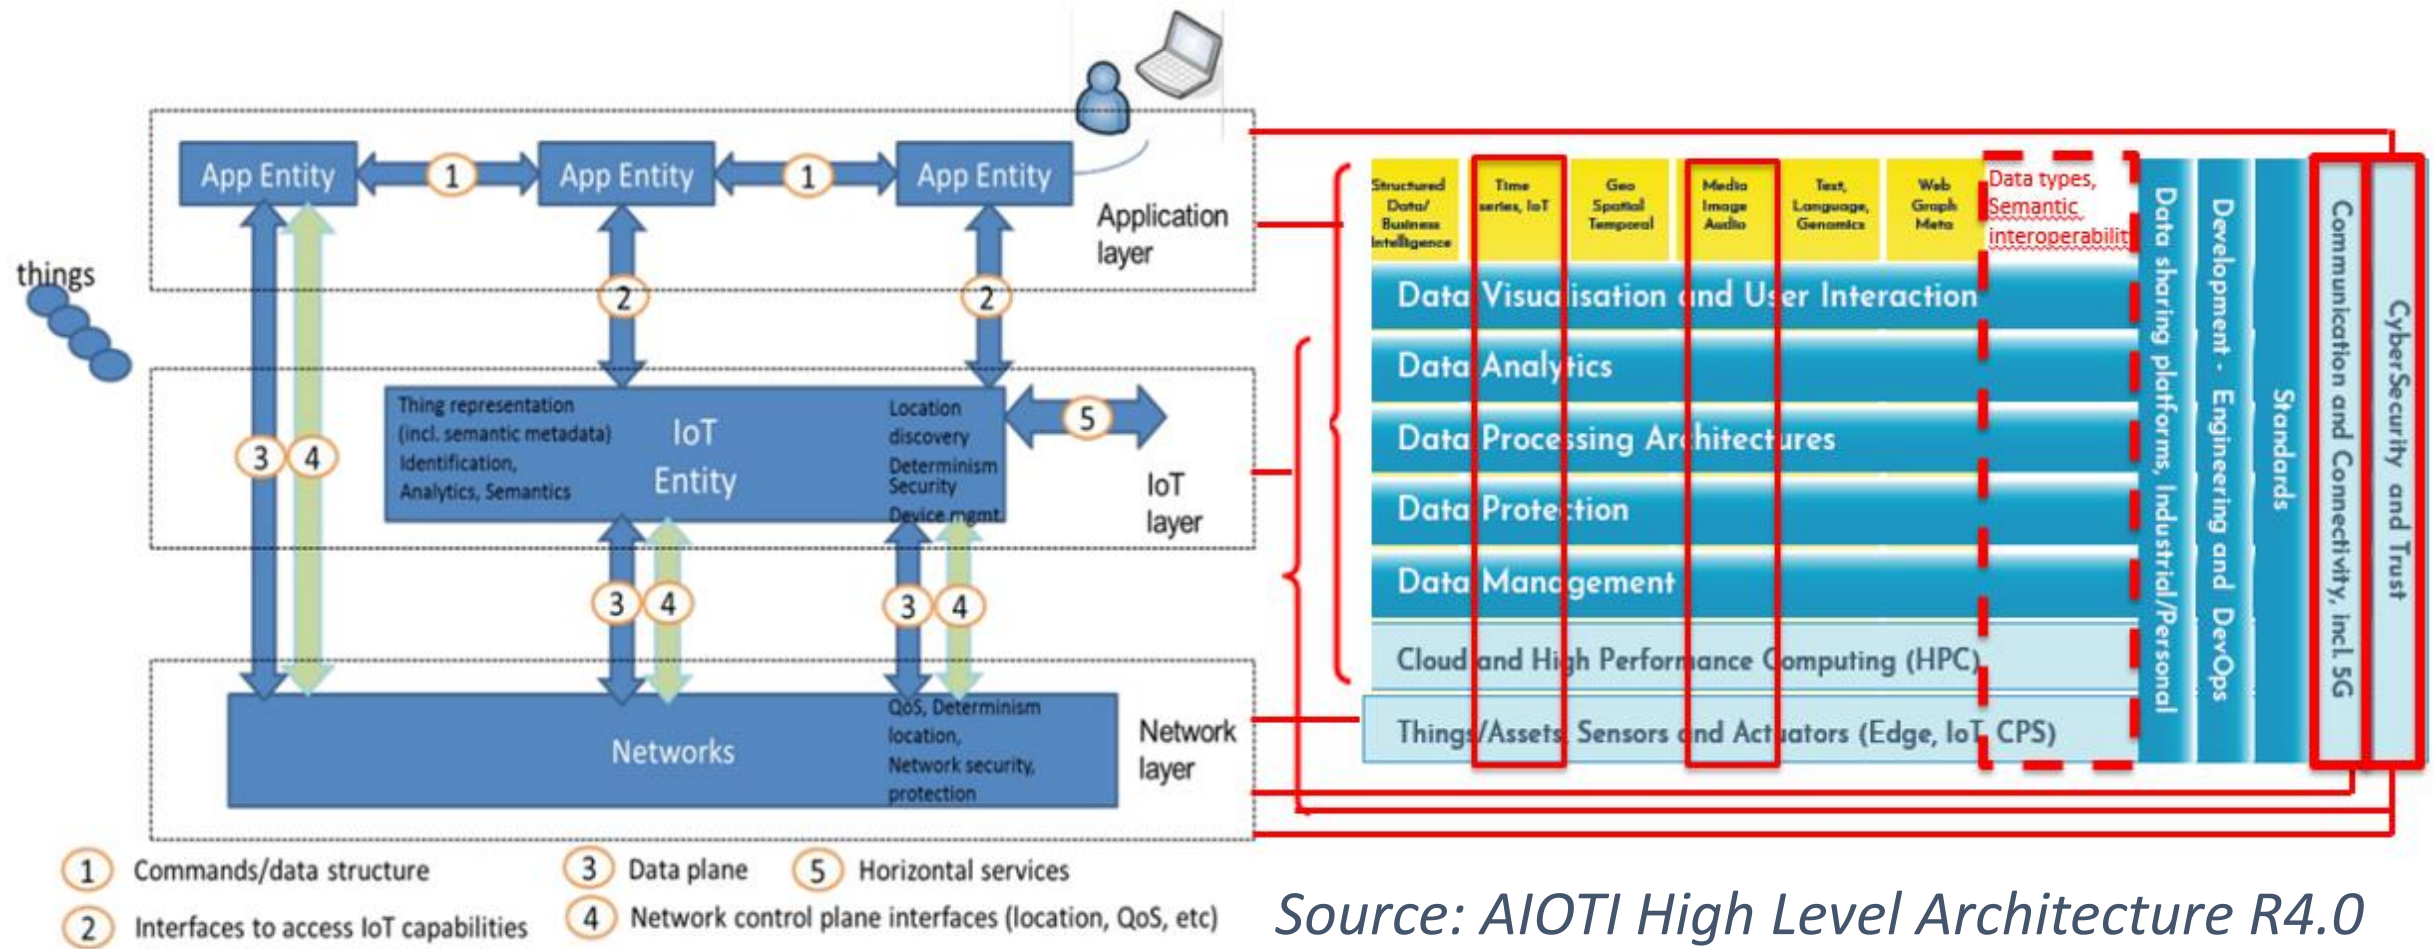 App Entity
1
App Entity
1
App Entity
Application
layer
things
2
2
Thing representation
(incl. semantic metadata)
Identification,
Analytics, Semantics
IoT
Entity
Location
discovery
Determinism
Security
Device mgmt
5
IoT
layer
3
4
3
4
3
4
Networks
QoS, Determinism
location,
Network security,
protection
Network
layer
1 Commands/data structure
2 Interfaces to access IoT capabilities
3 Data plane
4 Network control plane interfaces (location, QoS, etc)
5 Horizontal services
Structured
Data/
Business
Intelligence
Time
series, IoT
Geo
Spatial
Temporal
Media
Image
Audio
Text,
Language,
Genomics
Web
Graph
Meta
Data types,
Semantic
interoperabilit
Data Visualisation and User Interaction
Data Analytics
Data Processing Architectures
Data Protection
Data Management
Cloud and High Performance Computing (HPC)
Things/Assets, Sensors and Actuators (Edge, IoT, CPS)
Data sharing platforms, Industrial/Personal
Development - Engineering and DevOps
Standards
Communication and Connectivity, incl. 5G
CyberSecurity and Trust
Source: AIOTI High Level Architecture R4.0